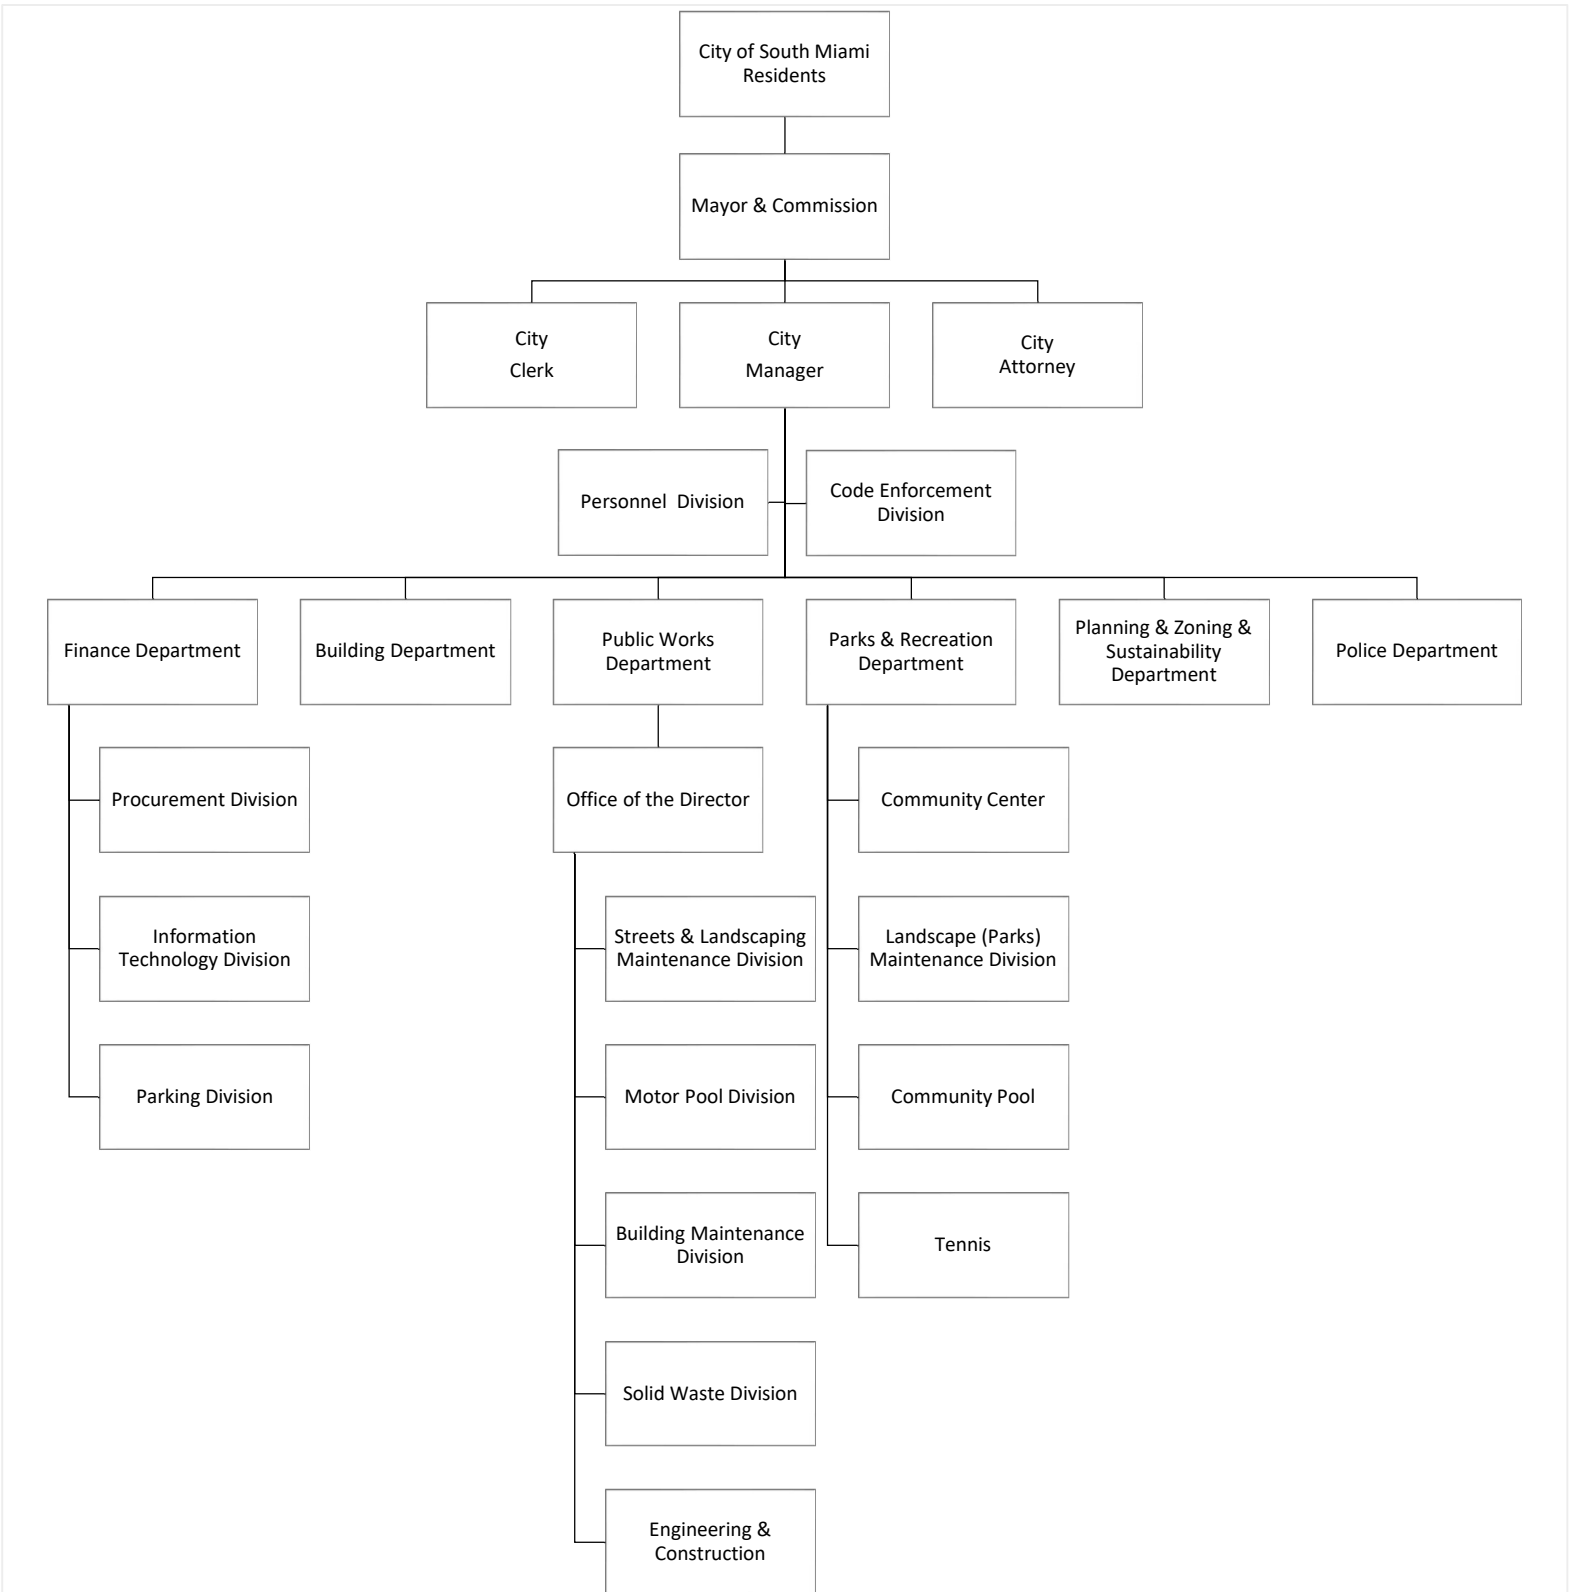 City of South Miami
Residents
Mayor & Commission
City
Clerk
City
Manager
City
Attorney
Personnel  Division
Code Enforcement
Division
Finance Department
Building Department
Public Works
Department
Parks & Recreation
Department
Planning & Zoning &
Sustainability
Department
Police Department
Procurement Division
Office of the Director
Community Center
Information
Technology Division
Streets & Landscaping
Maintenance Division
Landscape (Parks)
Maintenance Division
Parking Division
Motor Pool Division
Community Pool
Building Maintenance
Division
Tennis
Solid Waste Division
Engineering &
Construction